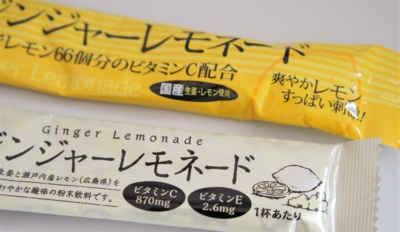 ンジャーレモネード
レモン66個分のビタミンC配合
国産生姜・レモン使用
爽やかレモン
すっぱい刺激!!
Ginger Lemonade
ンジャーレモネード
生姜と瀬戸内産レモン(広島県)を
わやかな酸味の粉末飲料です。
ビタミンC
870mg
ビタミンE
2.6mg
1杯あたり